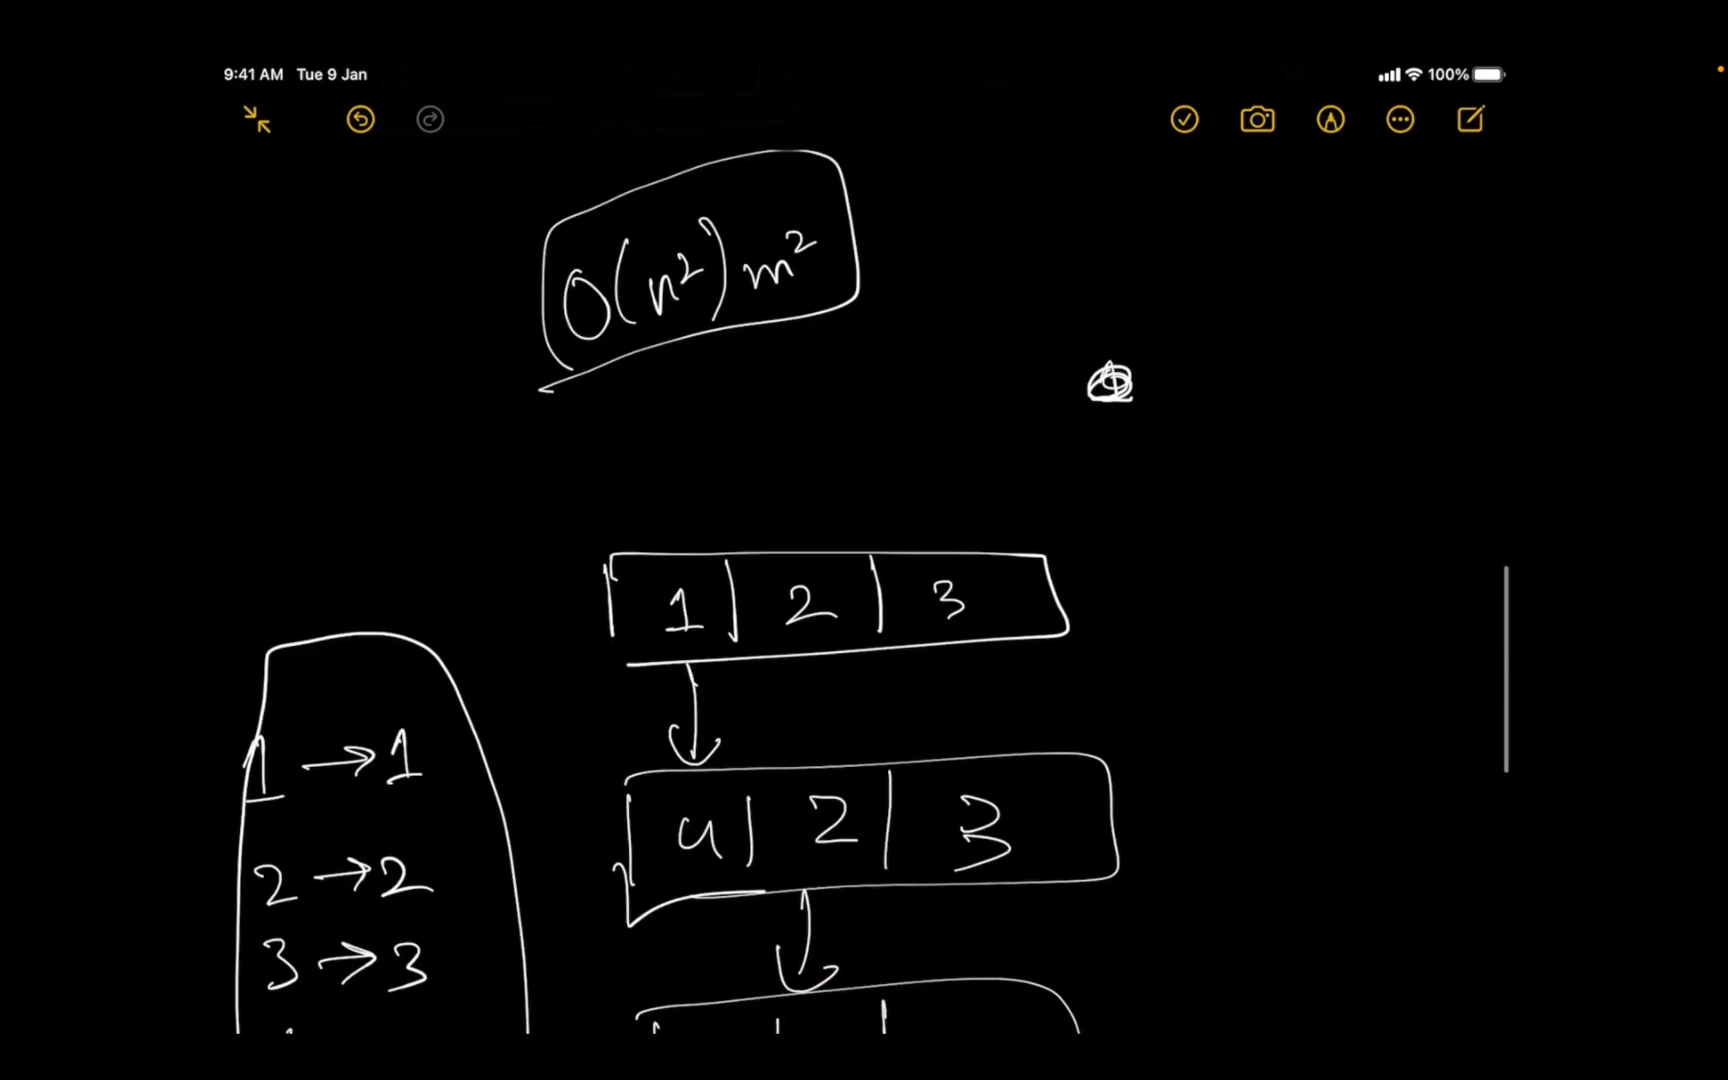 9:41 AM Tue 9 Jan
100%
O(n²)m²
1 | 2 | 3
1 → 1
4 | 2 | 3
2 → 2
3 → 3